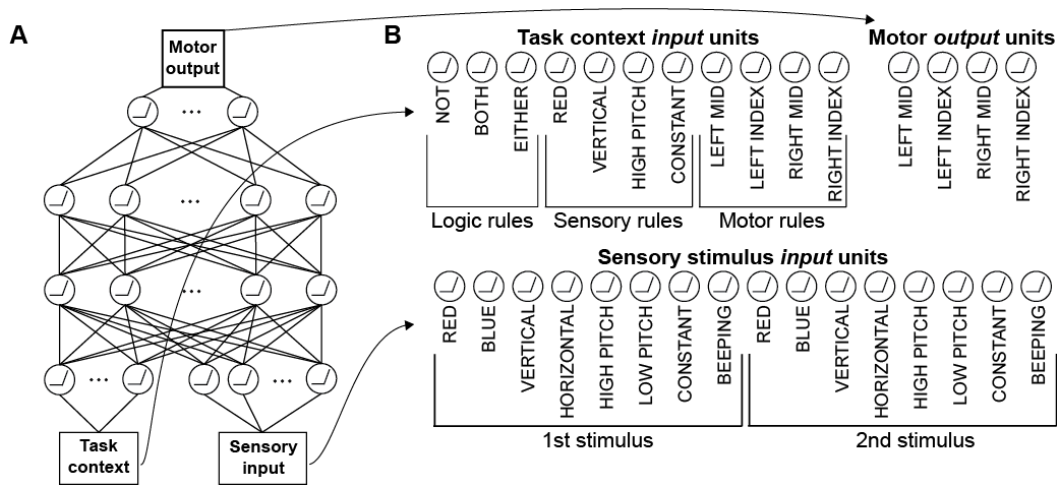 A
Motor
output
...
...
...
...
...
Task
context
Sensory
input
B
Task context input units
NOT
BOTH
EITHER
RED
VERTICAL
HIGH PITCH
CONSTANT
LEFT MID
LEFT INDEX
RIGHT MID
RIGHT INDEX
Logic rules
Sensory rules
Motor rules
Motor output units
LEFT MID
LEFT INDEX
RIGHT MID
RIGHT INDEX
Sensory stimulus input units
RED
BLUE
VERTICAL
HORIZONTAL
HIGH PITCH
LOW PITCH
CONSTANT
BEEPING
RED
BLUE
VERTICAL
HORIZONTAL
HIGH PITCH
LOW PITCH
CONSTANT
BEEPING
1st stimulus
2nd stimulus